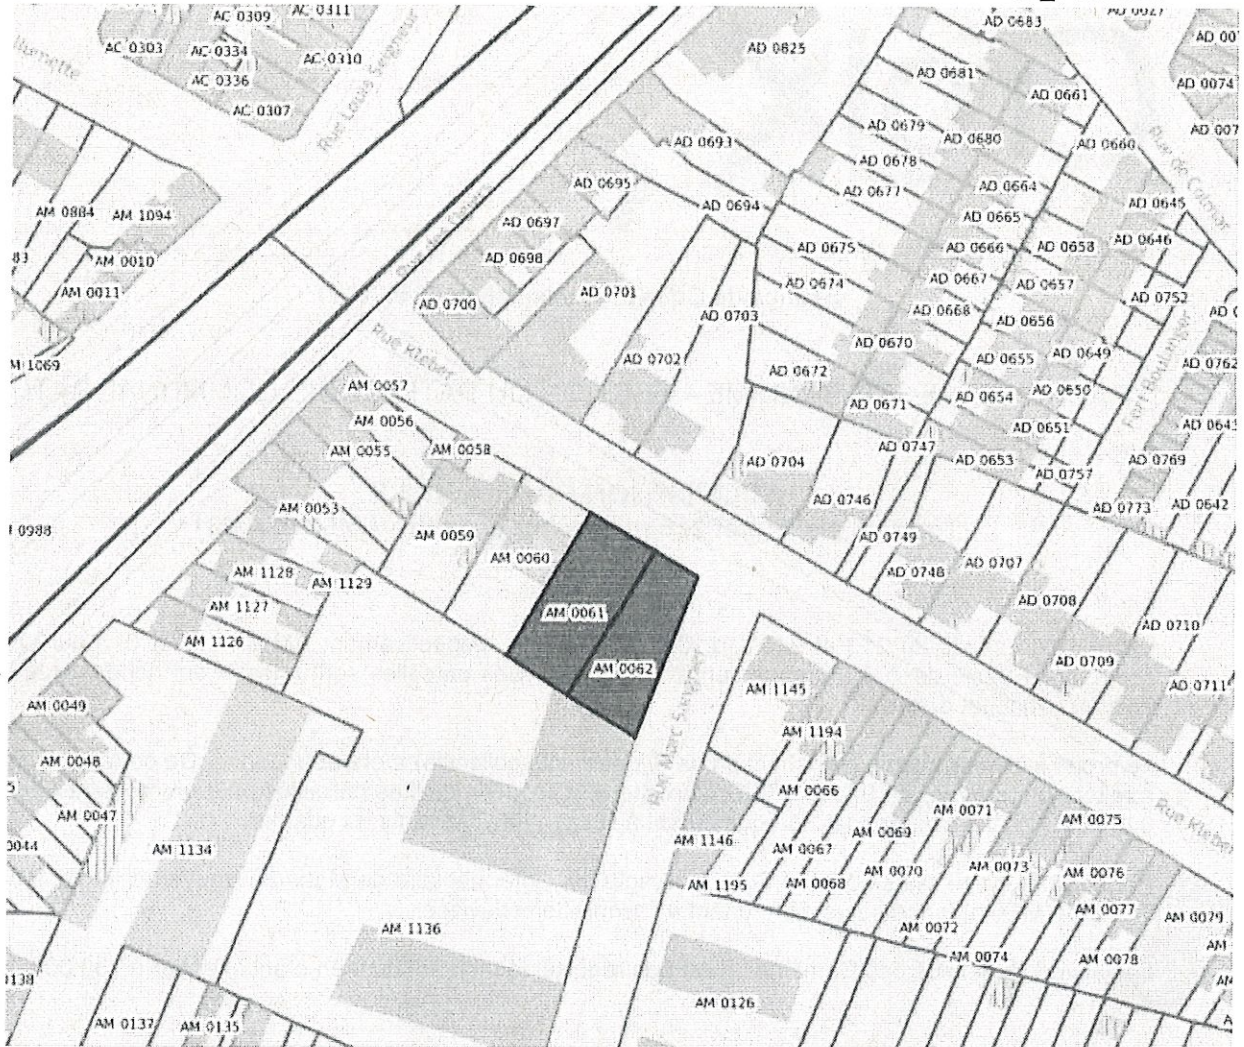 AC 0309
AC 0311
AD 0683
AC 0303
AC 0334
AC 0310
AD 0825
AC 0336
AD 0681
AD 0074
AC 0307
AD 0661
Rue Louis Seigneur
AD 0679
AD 0680
AD 0660
AD 0693
AD 0678
Rue de Colmar
AD 0695
AD 0677
AD 0664
AM 0884
AM 1094
AD 0694
AD 0645
AD 0697
AD 0665
AD 0675
AD 0666
AD 0658
AD 0646
AM 0010
AD 0698
AD 0674
AD 0667
AD 0657
AM 0011
AD 0701
AD 0752
AD 0700
AD 0703
AD 0668
AD 0656
Rue Kleber
AD 0702
AD 0670
AD 0655
AD 0649
AD 0762
AD 0672
AM 0057
AD 0650
AD 0671
AD 0654
AM 0056
AD 0651
AM 0055
AM 0058
AD 0747
AD 0653
AD 0769
AD 0704
AD 0757
AD 0746
AD 0642
AM 0053
AD 0773
0988
AM 0059
AD 0749
AM 0060
AD 0707
AD 0748
AM 1128
AM 1129
AD 0708
AM 1127
AM 0061
AD 0710
AM 1126
AD 0709
AM 0062
AD 0711
AM 1145
AM 0049
AM 1194
AM 0048
AM 0066
AM 0047
AM 0071
AM 0075
Rue Kleber
0044
AM 1134
AM 1146
AM 0067
AM 0069
AM 0070
AM 0073
AM 0076
AM 1195
AM 0068
AM 0077
AM 0079
AM 1136
AM 0072
AM 0074
AM 0078
AM
0138
AM 0126
AM 0137
AM 0135